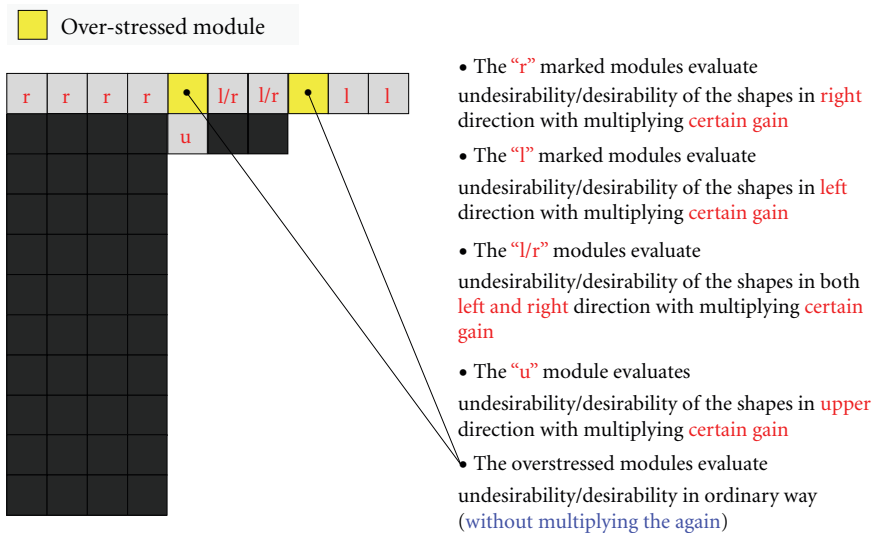 Over-stressed module
r r r r l/r l/r l l
u
• The “r” marked modules evaluate
undesirability/desirability of the shapes in right
direction with multiplying certain gain
• The “l” marked modules evaluate
undesirability/desirability of the shapes in left
direction with multiplying certain gain
• The “l/r” modules evaluate
undesirability/desirability of the shapes in both
left and right direction with multiplying certain
gain
• The “u” module evaluates
undesirability/desirability of the shapes in upper
direction with multiplying certain gain
• The overstressed modules evaluate
undesirability/desirability in ordinary way
(without multiplying the again)